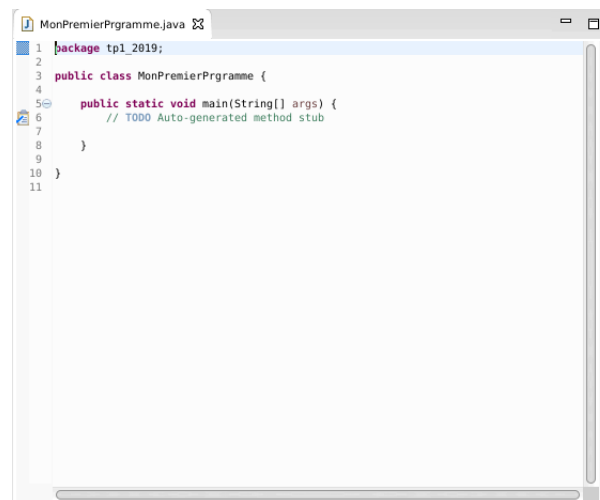 MonPremierPrgramme.java
1 package tp1_2019;
2
3 public class MonPremierPrgramme {
4
5 public static void main(String[] args) {
6 // TODO Auto-generated method stub
7
8 }
9
10 }
11